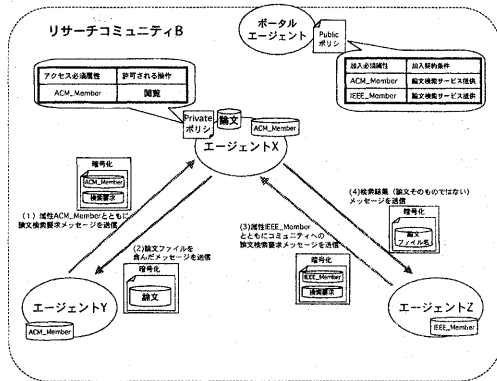 リサーチコミュニティB
ポータル
エージェント
Public
ポリシ
アクセス必須属性 許可される操作
ACM_Member 閲覧
加入必須属性 加入契約条件
ACM_Member 論文検索サービス提供
IEEE_Member 論文検索サービス提供
Private
ポリシ
論文
ACM_Member
エージェントX
暗号化
ACM_Member
検索要求
(1)属性ACM_Memberとともに
論文検索要求メッセージを送信
(2)論文ファイルを
含んだメッセージを送信
暗号化
論文
(3)属性IEEE_Member
とともにコミュニティへの
論文検索要求メッセージを送信
暗号化
IEEE_Member
検索要求
(4)検索結果(論文そのものではない)
メッセージを送信
暗号化
論文
ファイル名
エージェントY
ACM_Member
エージェントZ
IEEE_Member